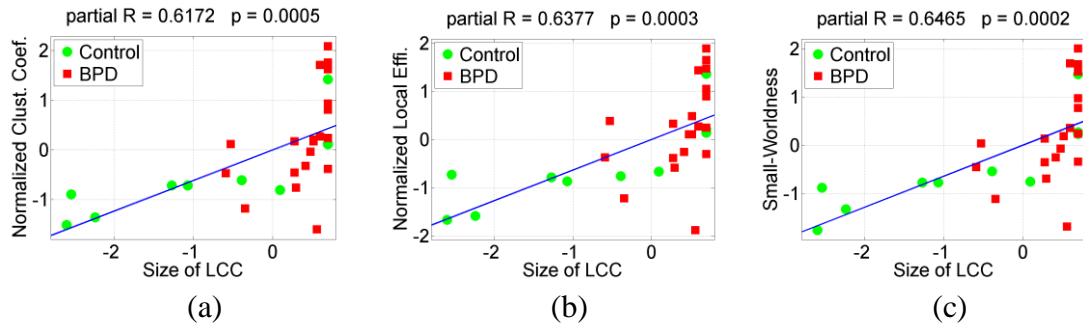 partial R = 0.6172 p = 0.0005
Normalized Clust. Coef.
2
1
0
-1
Control
BPD
-2
-1
0
Size of LCC
(a)
partial R = 0.6377 p = 0.0003
Normalized Local Effi.
2
1
0
-1
-2
Control
BPD
-2
-1
0
Size of LCC
(b)
partial R = 0.6465 p = 0.0002
Small-Worldness
2
1
0
-1
Control
BPD
-2
-1
0
Size of LCC
(c)